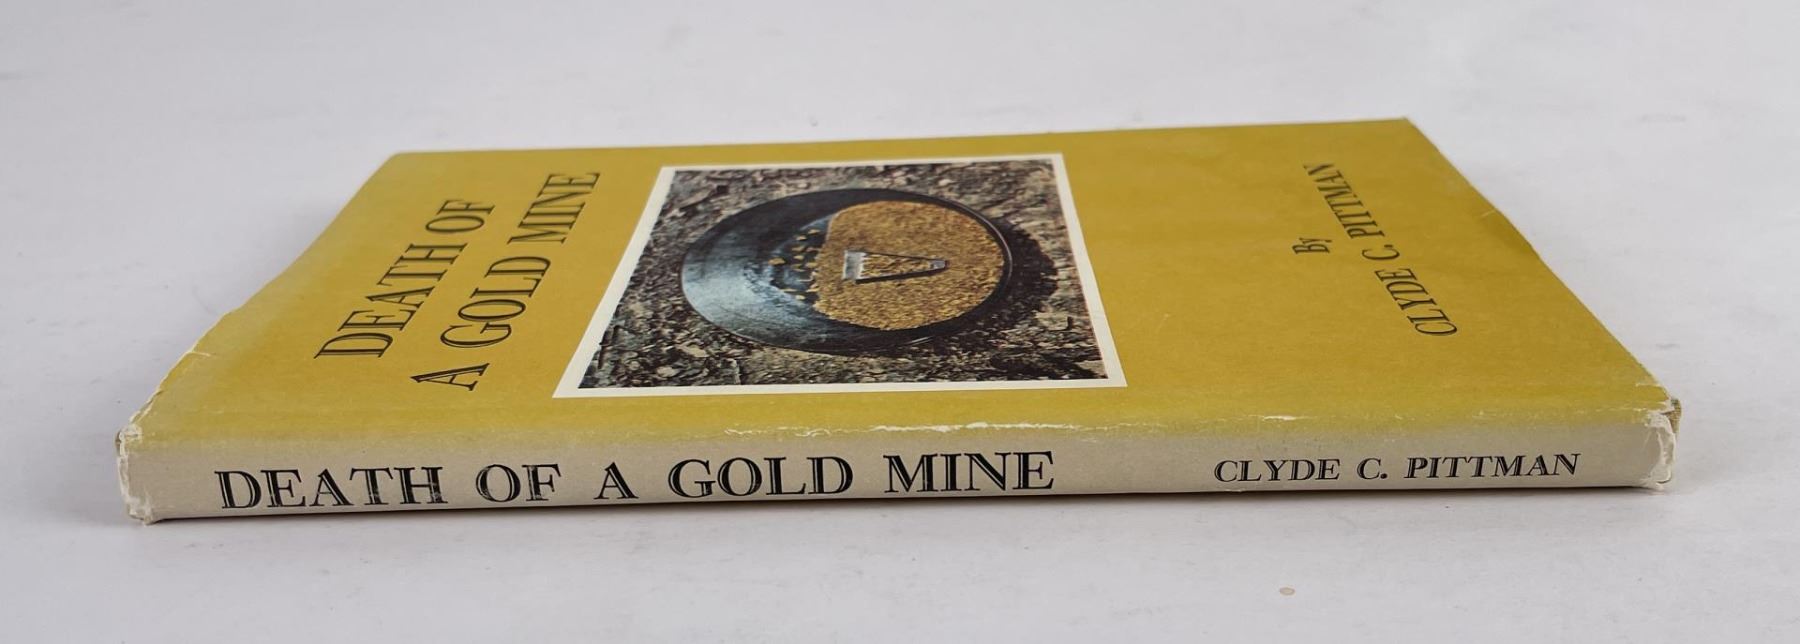 DEATH OF
A GOLD MINE
By
CLYDE C. PITTMAN
DEATH OF A GOLD MINE CLYDE C. PITTMAN